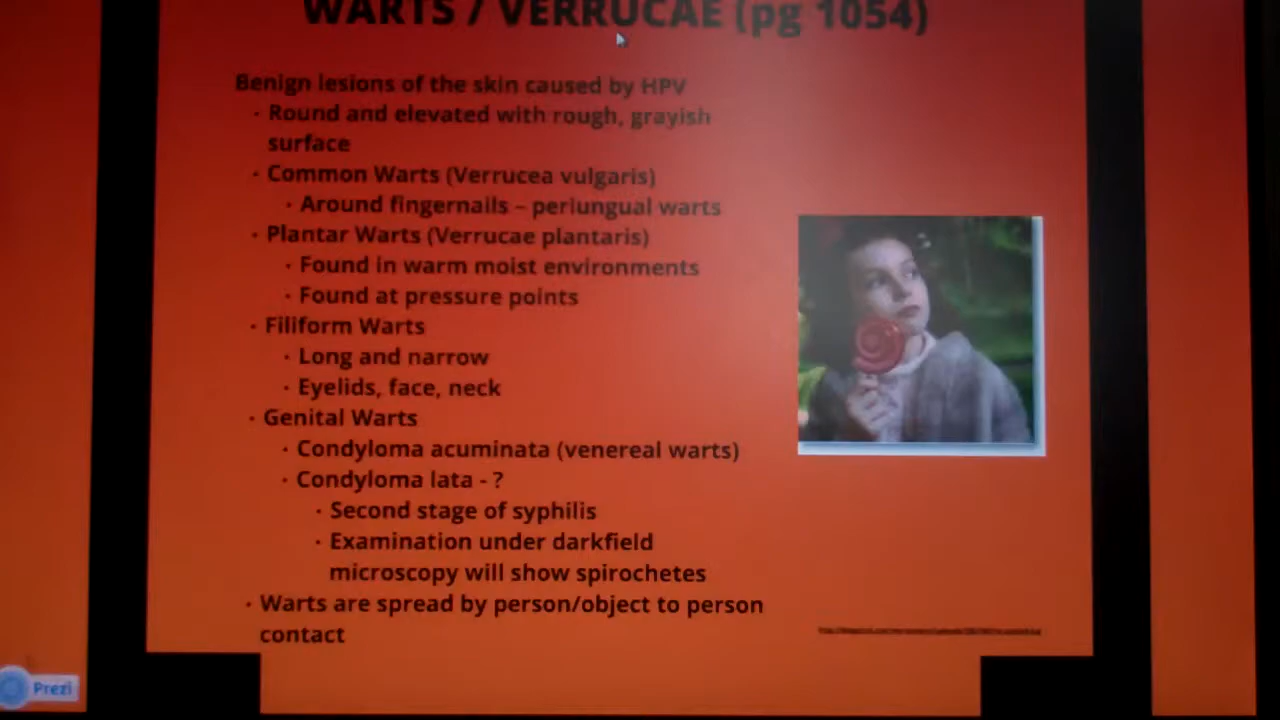 WARTS / VERRUCAE (pg 1054)
Benign lesions of the skin caused by HPV
· Round and elevated with rough, grayish
surface
· Common Warts (Verrucea vulgaris)
· Around fingernails – periungual warts
· Plantar Warts (Verrucae plantaris)
· Found in warm moist environments
· Found at pressure points
· Filiform Warts
· Long and narrow
· Eyelids, face, neck
· Genital Warts
· Condyloma acuminata (venereal warts)
· Condyloma lata - ?
· Second stage of syphilis
· Examination under darkfield
microscopy will show spirochetes
· Warts are spread by person/object to person
contact
Prezi